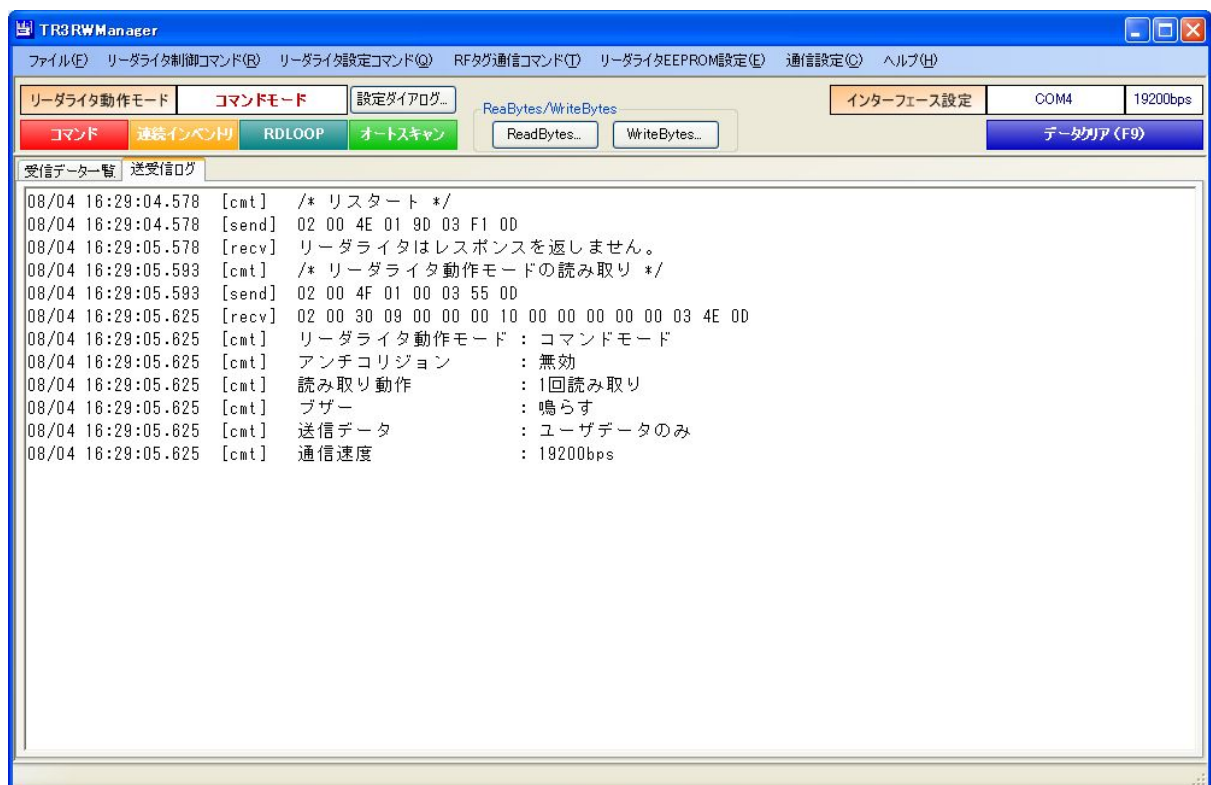 TR3RWManager
ファイル(F) リーダライタ制御コマンド(R) リーダライタ設定コマンド(Q) RFタグ通信コマンド(T) リーダライタEEPROM設定(E) 通信設定(C) ヘルプ(H)
リーダライタ動作モード コマンドモード 設定ダイアログ... ReaBytes/WriteBytes インターフェース設定 COM4 19200bps
コマンド 連続インベントリ RDLOOP オートスキャン ReadBytes... WriteBytes... データクリア(F9)
受信データ一覧 送受信ログ
08/04 16:29:04.578 [cmt] /* リスタート */
08/04 16:29:04.578 [send] 02 00 4E 01 9D 03 F1 0D
08/04 16:29:05.578 [recv] リーダライタはレスポンスを返しません。
08/04 16:29:05.593 [cmt] /* リーダライタ動作モードの読み取り */
08/04 16:29:05.593 [send] 02 00 4F 01 00 03 55 0D
08/04 16:29:05.625 [recv] 02 00 30 09 00 00 00 10 00 00 00 00 00 03 4E 0D
08/04 16:29:05.625 [cmt] リーダライタ動作モード : コマンドモード
08/04 16:29:05.625 [cmt] アンチコリジョン : 無効
08/04 16:29:05.625 [cmt] 読み取り動作 : 1回読み取り
08/04 16:29:05.625 [cmt] ブザー : 鳴らす
08/04 16:29:05.625 [cmt] 送信データ : ユーザデータのみ
08/04 16:29:05.625 [cmt] 通信速度 : 19200bps